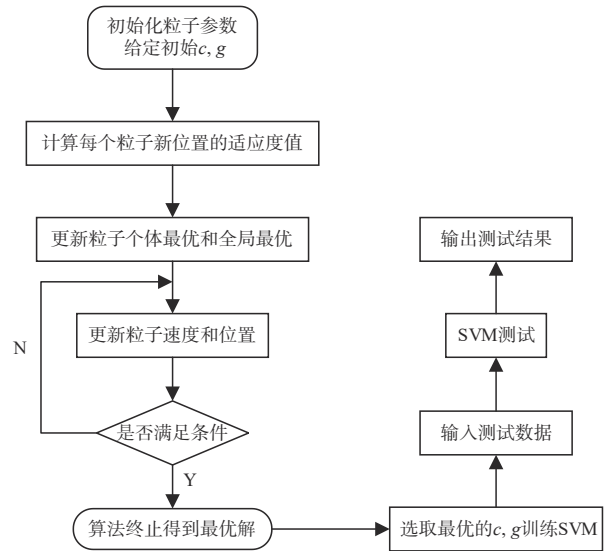 初始化粒子参数
给定初始c, g
计算每个粒子新位置的适应度值
更新粒子个体最优和全局最优
更新粒子速度和位置
N
是否满足条件
Y
算法终止得到最优解
选取最优的c, g训练SVM
输入测试数据
SVM测试
输出测试结果